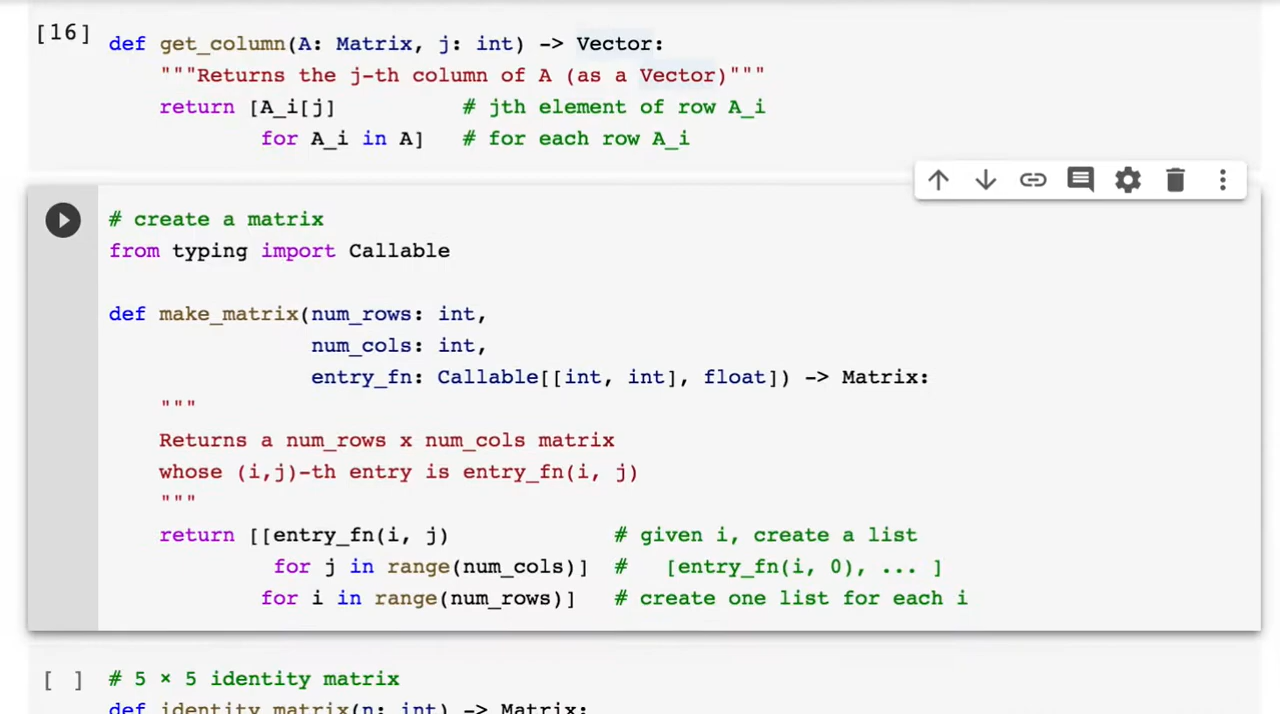 [16] def get_column(A: Matrix, j: int) -> Vector:
    """Returns the j-th column of A (as a Vector)"""
    return [A_i[j]          # jth element of row A_i
            for A_i in A]   # for each row A_i
# create a matrix
from typing import Callable
def make_matrix(num_rows: int,
                num_cols: int,
                entry_fn: Callable[[int, int], float]) -> Matrix:
    """
    Returns a num_rows x num_cols matrix
    whose (i,j)-th entry is entry_fn(i, j)
    """
    return [[entry_fn(i, j)             # given i, create a list
             for j in range(num_cols)]  #   [entry_fn(i, 0), ... ]
            for i in range(num_rows)]   # create one list for each i
[ ] # 5 × 5 identity matrix
def identity_matrix(n: int) -> Matrix: